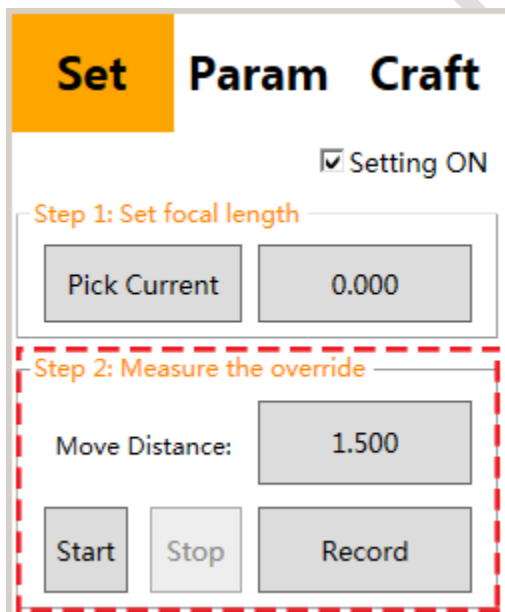 Set Param Craft
Setting ON
Step 1: Set focal length
Pick Current 0.000
Step 2: Measure the override
Move Distance: 1.500
Start Stop Record